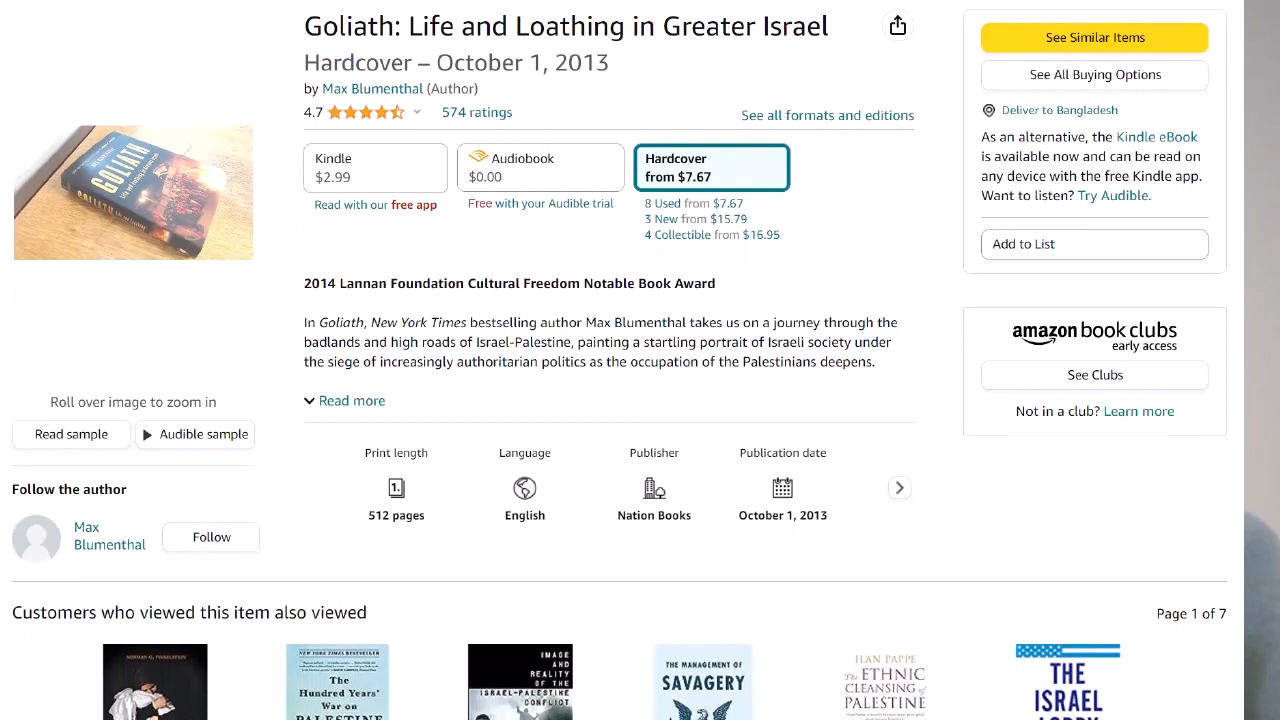 Goliath: Life and Loathing in Greater Israel
Hardcover – October 1, 2013
by Max Blumenthal (Author)
4.7
574 ratings
See all formats and editions
Kindle
$2.99
Read with our free app
Audiobook
$0.00
Free with your Audible trial
Hardcover
from $7.67
8 Used from $7.67
3 New from $15.79
4 Collectible from $16.95
GOLIATH
GOLIATH
2014 Lannan Foundation Cultural Freedom Notable Book Award
In Goliath, New York Times bestselling author Max Blumenthal takes us on a journey through the
badlands and high roads of Israel-Palestine, painting a startling portrait of Israeli society under
the siege of increasingly authoritarian politics as the occupation of the Palestinians deepens.
Read more
Roll over image to zoom in
Read sample
Audible sample
Follow the author
Max
Blumenthal
Follow
Print length
1.
512 pages
Language
English
Publisher
Nation Books
Publication date
October 1, 2013
See Similar Items
See All Buying Options
Deliver to Bangladesh
As an alternative, the Kindle eBook
is available now and can be read on
any device with the free Kindle app.
Want to listen? Try Audible.
Add to List
amazon book clubs
early access
See Clubs
Not in a club? Learn more
Customers who viewed this item also viewed
Page 1 of 7
NORMAN G. FINKELSTEIN
NEW YORK TIMES BESTSELLER
The
Hundred Years'
War on
PALESTINE
IMAGE
AND
REALITY
OF THE
ISRAEL-PALESTINE
CONFLICT
THE MANAGEMENT OF
SAVAGERY
ILAN PAPPE
The ETHNIC
CLEANSING of
PALESTINE
THE
ISRAEL
LOBBY